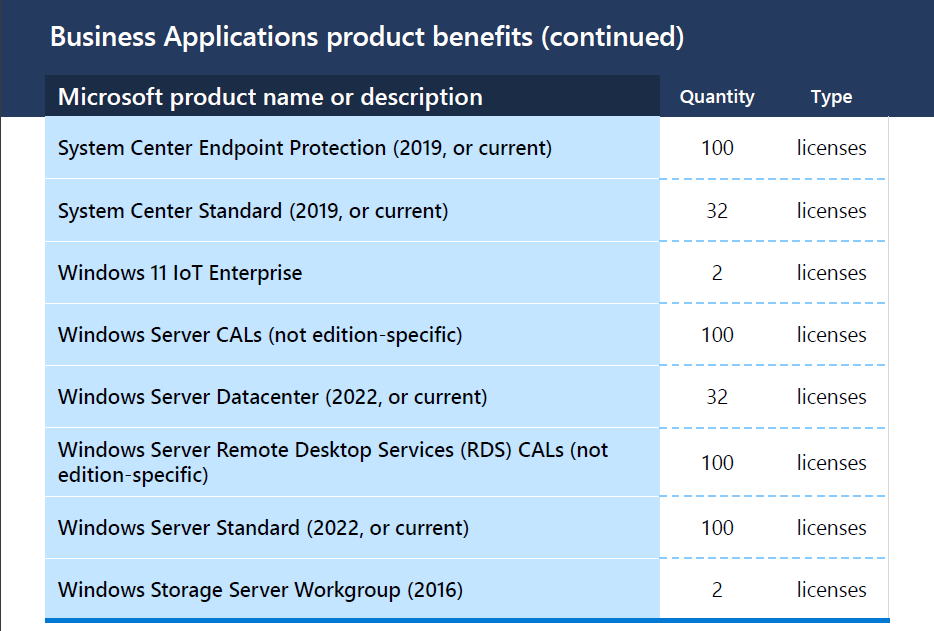 Business Applications product benefits (continued)
Microsoft product name or description Quantity Type
System Center Endpoint Protection (2019, or current) 100 licenses
System Center Standard (2019, or current) 32 licenses
Windows 11 IoT Enterprise 2 licenses
Windows Server CALs (not edition-specific) 100 licenses
Windows Server Datacenter (2022, or current) 32 licenses
Windows Server Remote Desktop Services (RDS) CALs (not
edition-specific) 100 licenses
Windows Server Standard (2022, or current) 100 licenses
Windows Storage Server Workgroup (2016) 2 licenses